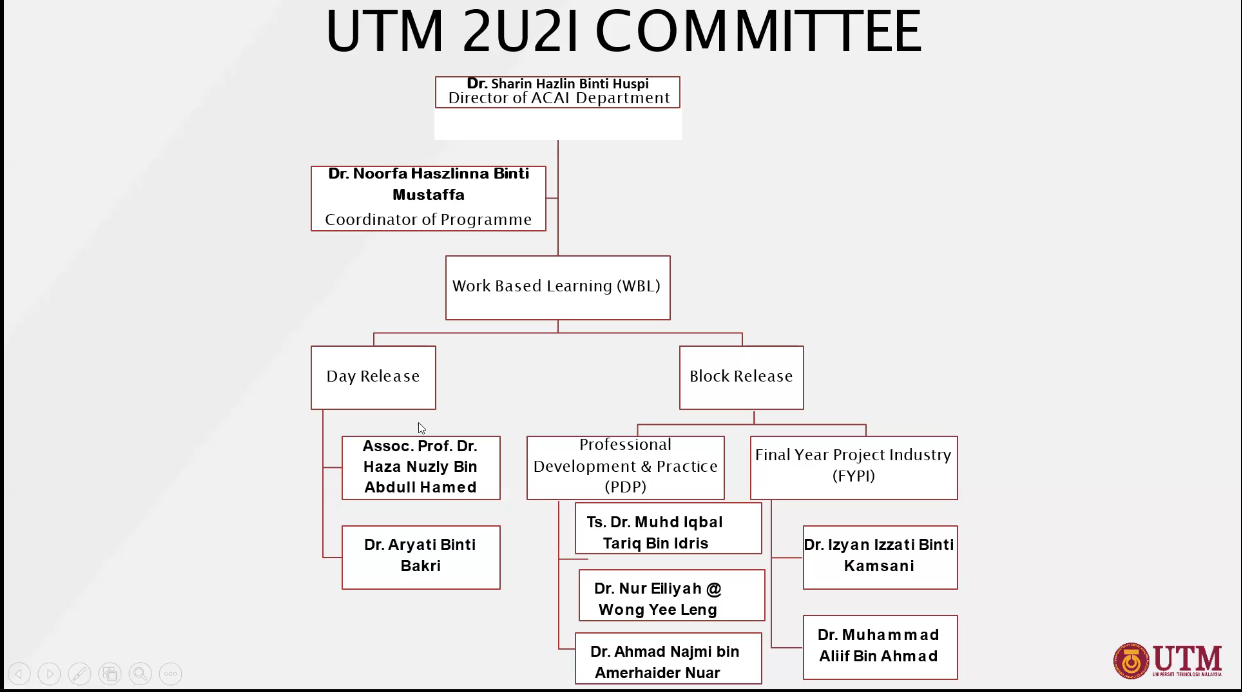 UTM 2U2I COMMITTEE
Dr. Sharin Hazlin Binti Huspi
Director of ACAI Department
Dr. Noorfa Haszlinna Binti
Mustaffa
Coordinator of Programme
Work Based Learning (WBL)
Day Release
Block Release
Assoc. Prof. Dr.
Haza Nuzly Bin
Abdull Hamed
Dr. Aryati Binti
Bakri
Professional
Development & Practice
(PDP)
Ts. Dr. Muhd Iqbal
Tariq Bin Idris
Dr. Nur Eiliyah @
Wong Yee Leng
Dr. Ahmad Najmi bin
Amerhaider Nuar
Final Year Project Industry
(FYPI)
Dr. Izyan Izzati Binti
Kamsani
Dr. Muhammad
Aliif Bin Ahmad
UTM
UNIVERSITI TEKNOLOGI MALAYSIA